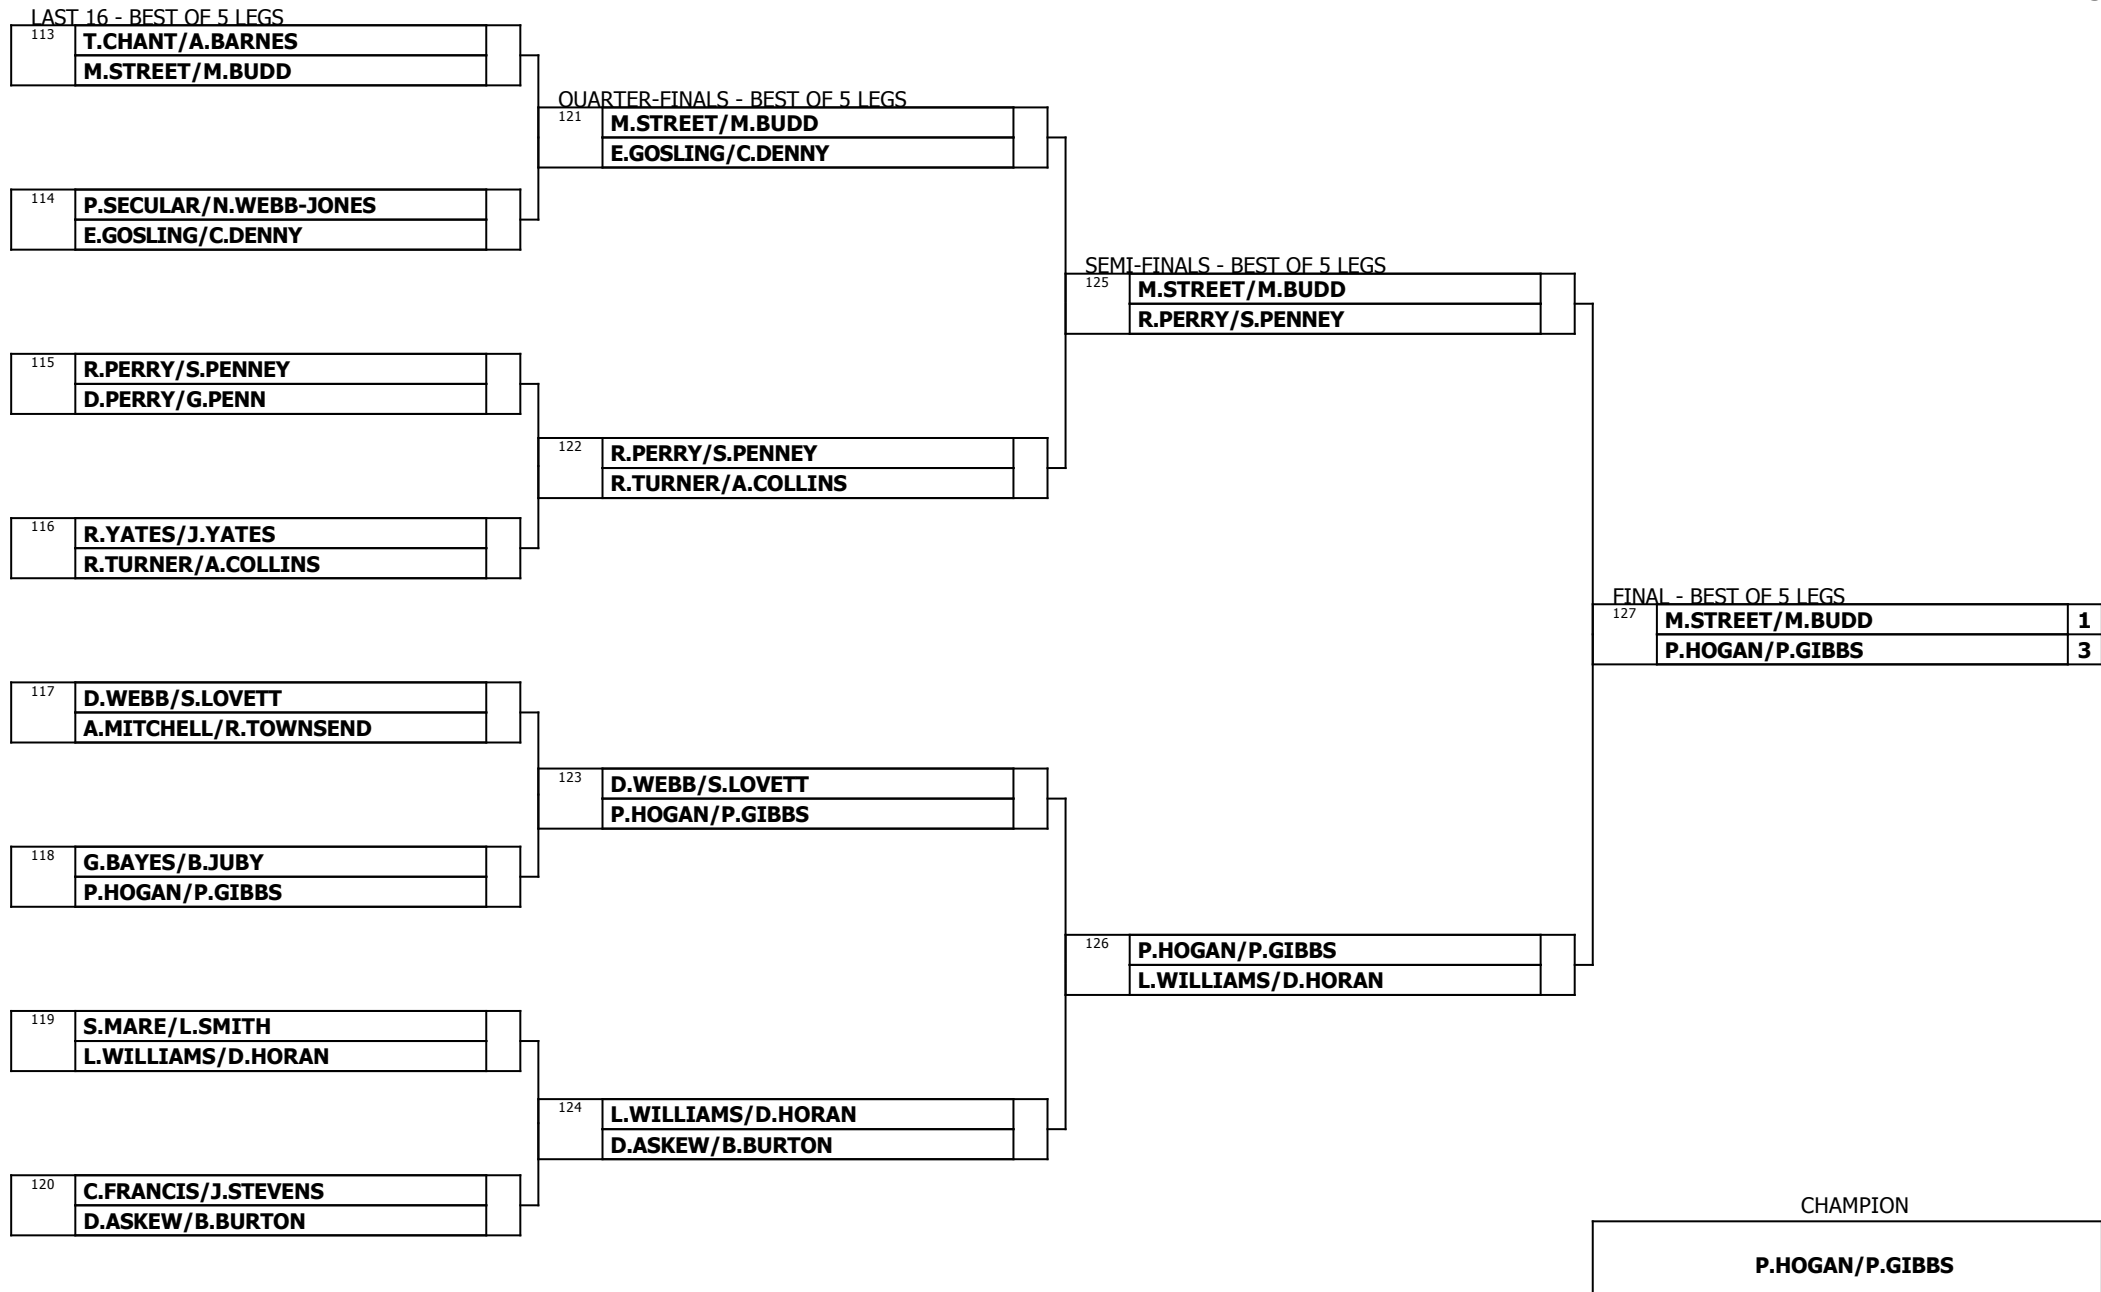 LAST 16 - BEST OF 5 LEGS
113
T.CHANT/A.BARNES
M.STREET/M.BUDD
114
P.SECULAR/N.WEBB-JONES
E.GOSLING/C.DENNY
115
R.PERRY/S.PENNEY
D.PERRY/G.PENN
116
R.YATES/J.YATES
R.TURNER/A.COLLINS
117
D.WEBB/S.LOVETT
A.MITCHELL/R.TOWNSEND
118
G.BAYES/B.JUBY
P.HOGAN/P.GIBBS
119
S.MARE/L.SMITH
L.WILLIAMS/D.HORAN
120
C.FRANCIS/J.STEVENS
D.ASKEW/B.BURTON
QUARTER-FINALS - BEST OF 5 LEGS
121
M.STREET/M.BUDD
E.GOSLING/C.DENNY
122
R.PERRY/S.PENNEY
R.TURNER/A.COLLINS
123
D.WEBB/S.LOVETT
P.HOGAN/P.GIBBS
124
L.WILLIAMS/D.HORAN
D.ASKEW/B.BURTON
SEMI-FINALS - BEST OF 5 LEGS
125
M.STREET/M.BUDD
R.PERRY/S.PENNEY
126
P.HOGAN/P.GIBBS
L.WILLIAMS/D.HORAN
FINAL - BEST OF 5 LEGS
127
M.STREET/M.BUDD 1
P.HOGAN/P.GIBBS 3
CHAMPION
P.HOGAN/P.GIBBS